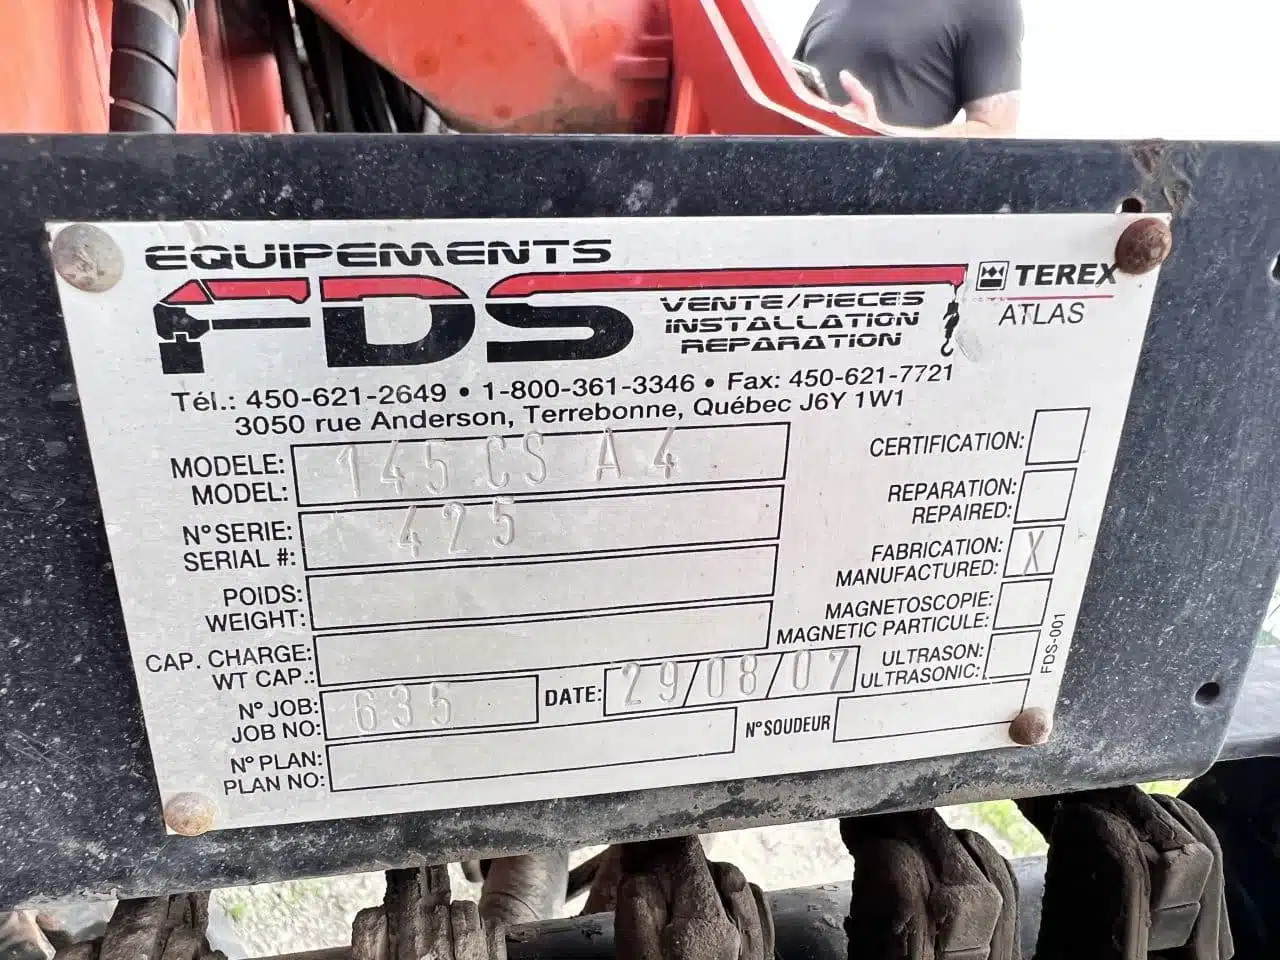 EQUIPEMENTS
FDS
VENTE/PIECES
INSTALLATION
REPARATION
TEREX
ATLAS
Tél.: 450-621-2649 • 1-800-361-3346 • Fax: 450-621-7721
3050 rue Anderson, Terrebonne, Québec J6Y 1W1
MODELE:
MODEL: 145 CS A4
N° SERIE:
SERIAL #: 425
POIDS:
WEIGHT:
CAP. CHARGE:
WT CAP.:
N° JOB:
JOB NO: 635
DATE: 29/08/07
N° PLAN:
PLAN NO:
N° SOUDEUR
CERTIFICATION:
REPARATION:
REPAIRED:
FABRICATION:
MANUFACTURED: X
MAGNETOSCOPIE:
MAGNETIC PARTICULE:
ULTRASON:
ULTRASONIC:
FDS-001